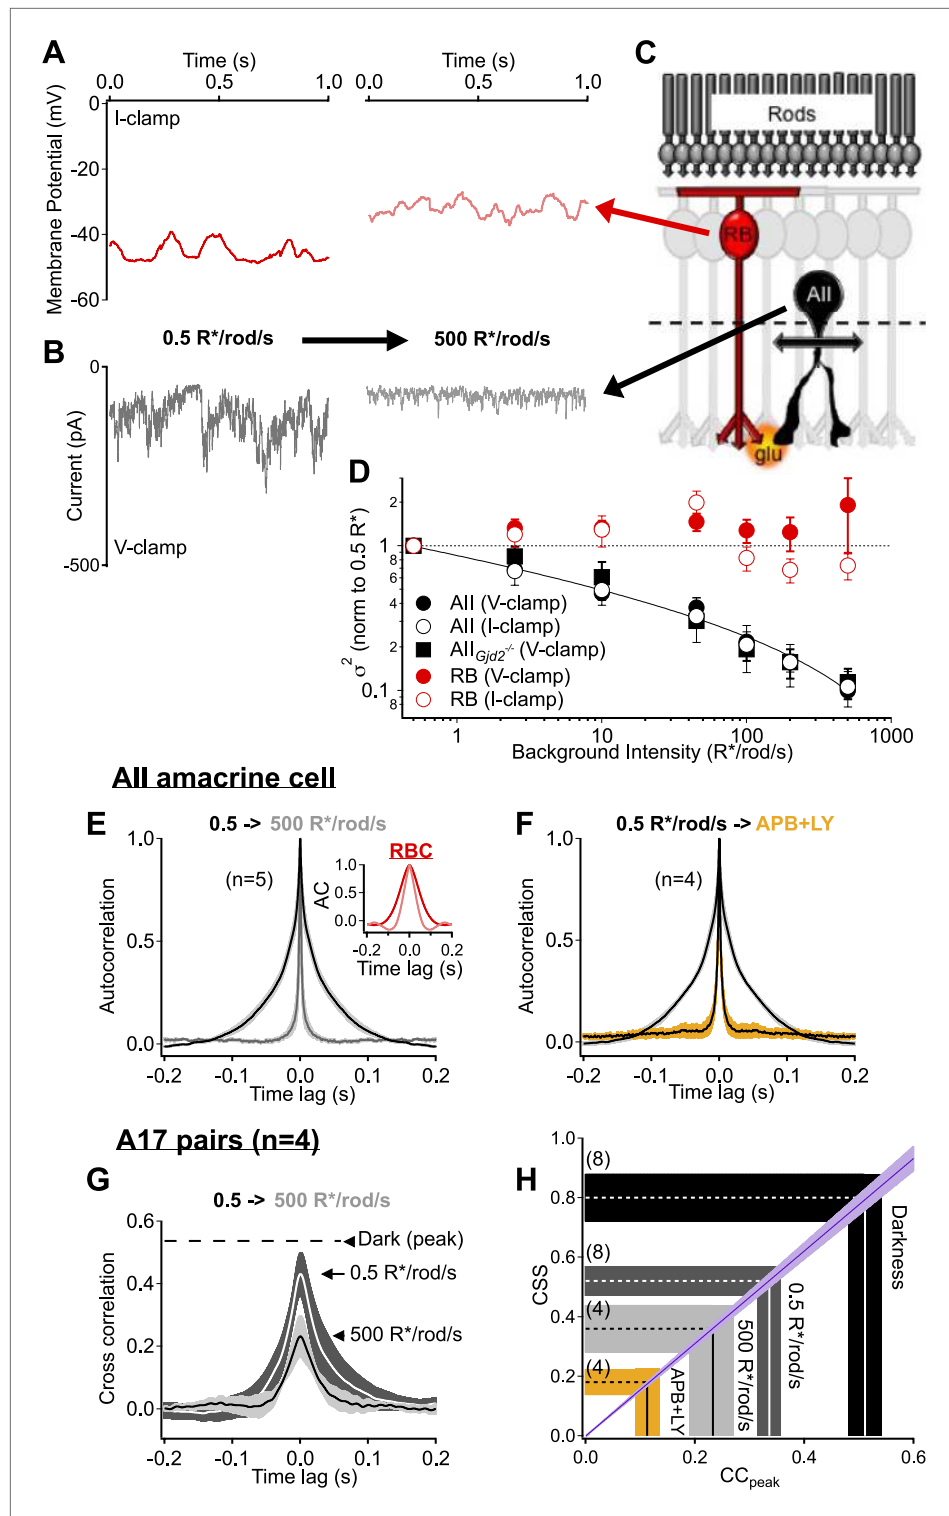 A
Time (s)
Time (s)
C
0.0
0.5
1.0
0.0
0.5
1.0
0
I-clamp
Rods
-20
Membrane Potential (mV)
-40
RB
AII
-60
0.5 R*/rod/s
500 R*/rod/s
B
0
Current (pA)
glu
D
V-clamp
-500
2
1
8
6
4
2
0.1
8
σ² (norm to 0.5 R*)
AII (V-clamp)
AII (I-clamp)
AII Gjd2-/- (V-clamp)
RB (V-clamp)
RB (I-clamp)
1
10
100
1000
Background Intensity (R*/rod/s)
AII amacrine cell
E
0.5 -> 500 R*/rod/s
1.0
(n=5)
RBC
1.0
AC
0.0
-0.2
0.0
0.2
Time lag (s)
0.5
Autocorrelation
0.0
-0.2
-0.1
0.0
0.1
0.2
Time lag (s)
F
0.5 R*/rod/s -> APB+LY
1.0
(n=4)
0.5
Autocorrelation
0.0
-0.2
-0.1
0.0
0.1
0.2
Time lag (s)
A17 pairs (n=4)
G
0.5 -> 500 R*/rod/s
0.6
Dark (peak)
0.5 R*/rod/s
0.4
500 R*/rod/s
0.2
Cross correlation
0.0
-0.2
-0.1
0.0
0.1
0.2
Time lag (s)
H
1.0
(8)
0.8
0.6
(8)
CSS
0.4
(4)
(4)
0.2
0.0
APB+LY
500 R*/rod/s
0.5 R*/rod/s
Darkness
0.0
0.2
0.4
0.6
CCpeak